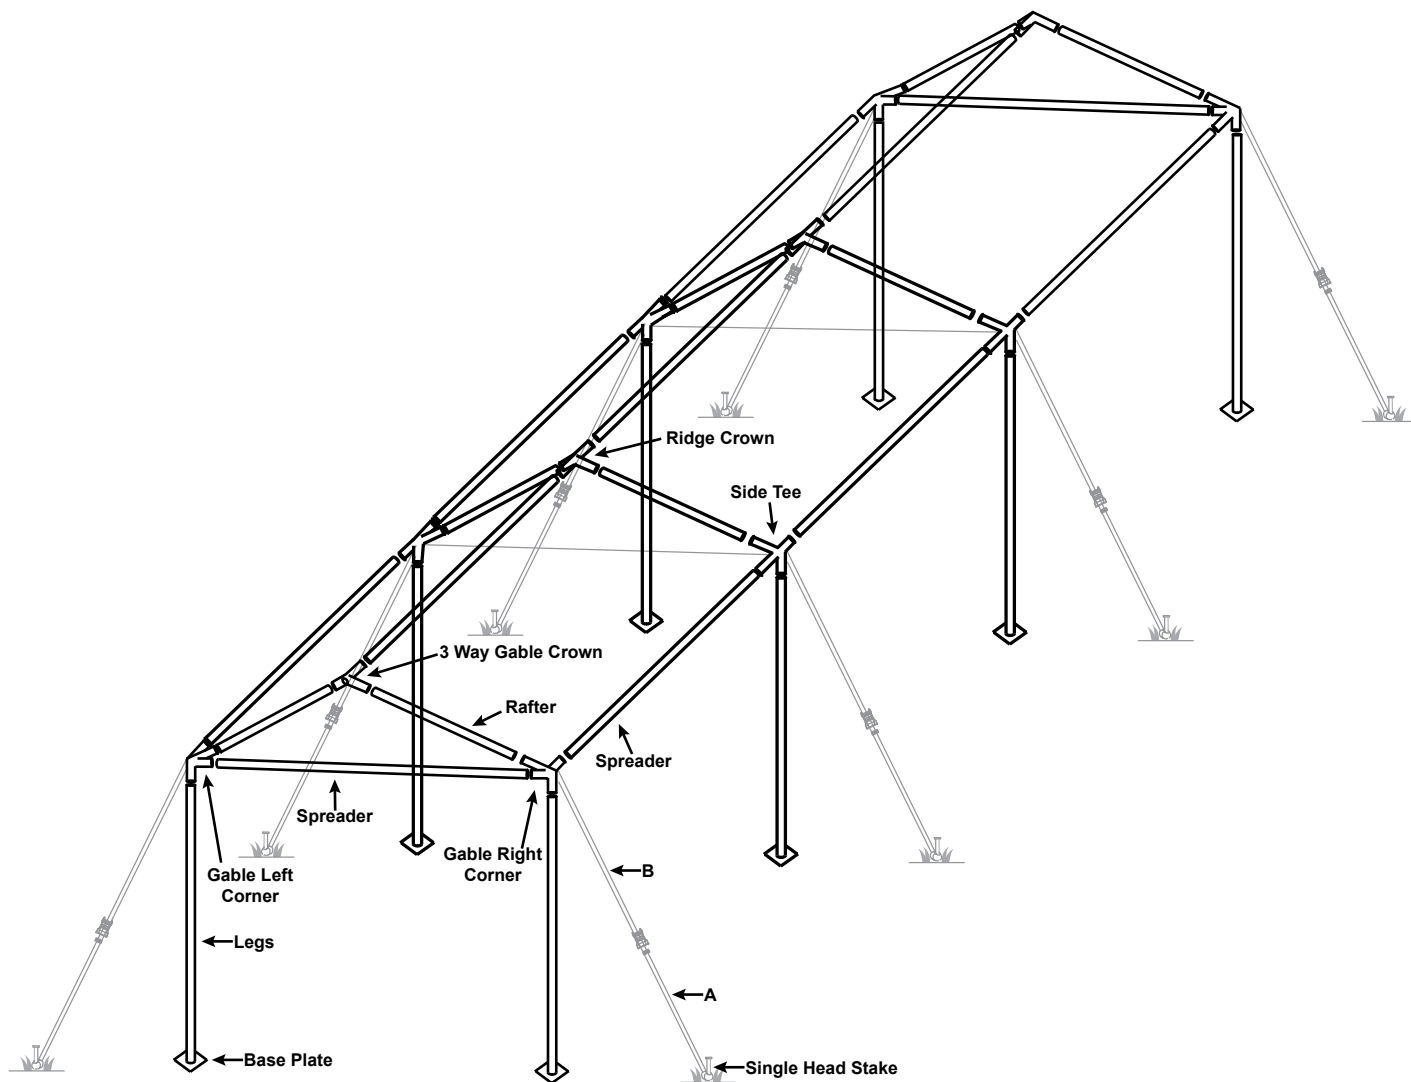 Ridge Crown
Side Tee
3 Way Gable Crown
Rafter
Spreader
Spreader
Gable Right
Corner
Gable Left
Corner
B
Legs
A
Base Plate
Single Head Stake